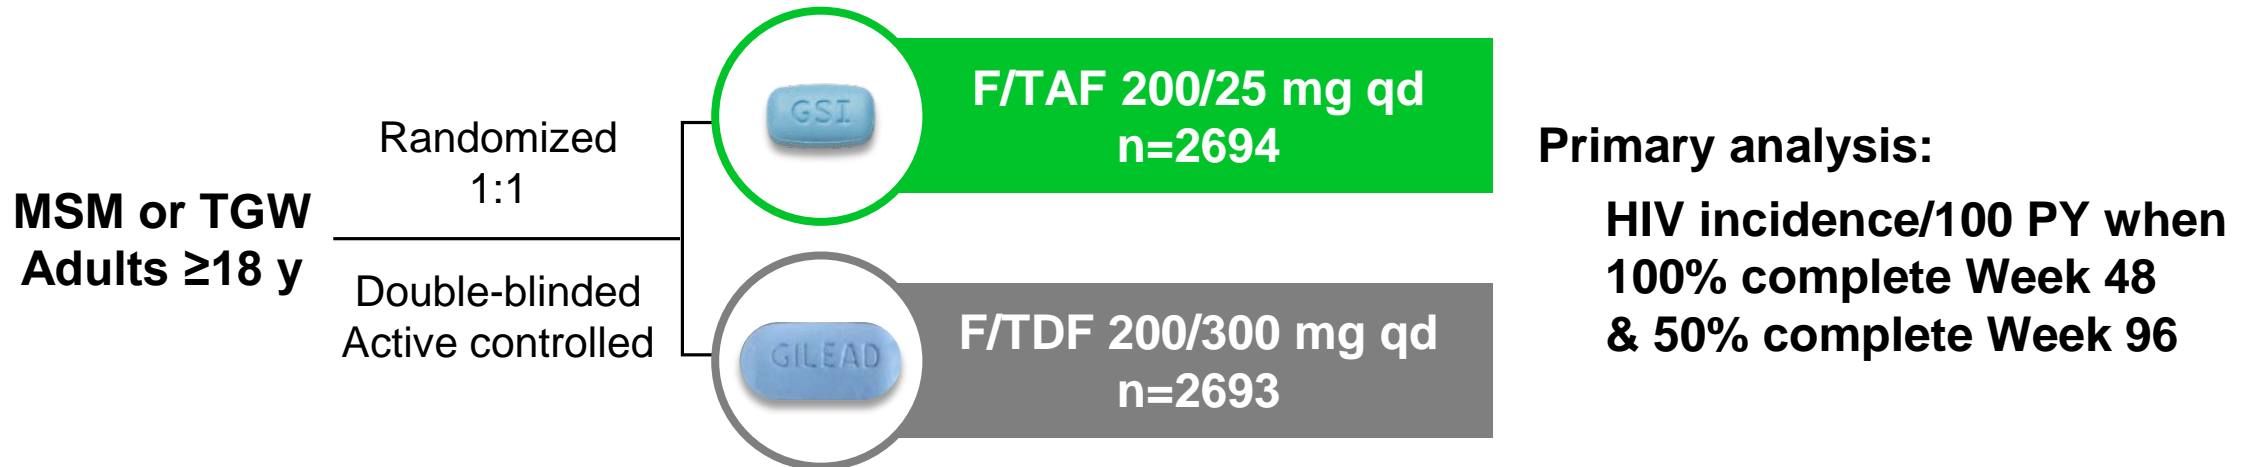 MSM or TGW
Adults ≥18 y
Randomized
1:1
Double-blinded
Active controlled
GSI
F/TAF 200/25 mg qd
n=2694
GILEAD
F/TDF 200/300 mg qd
n=2693
Primary analysis:
HIV incidence/100 PY when
100% complete Week 48
& 50% complete Week 96